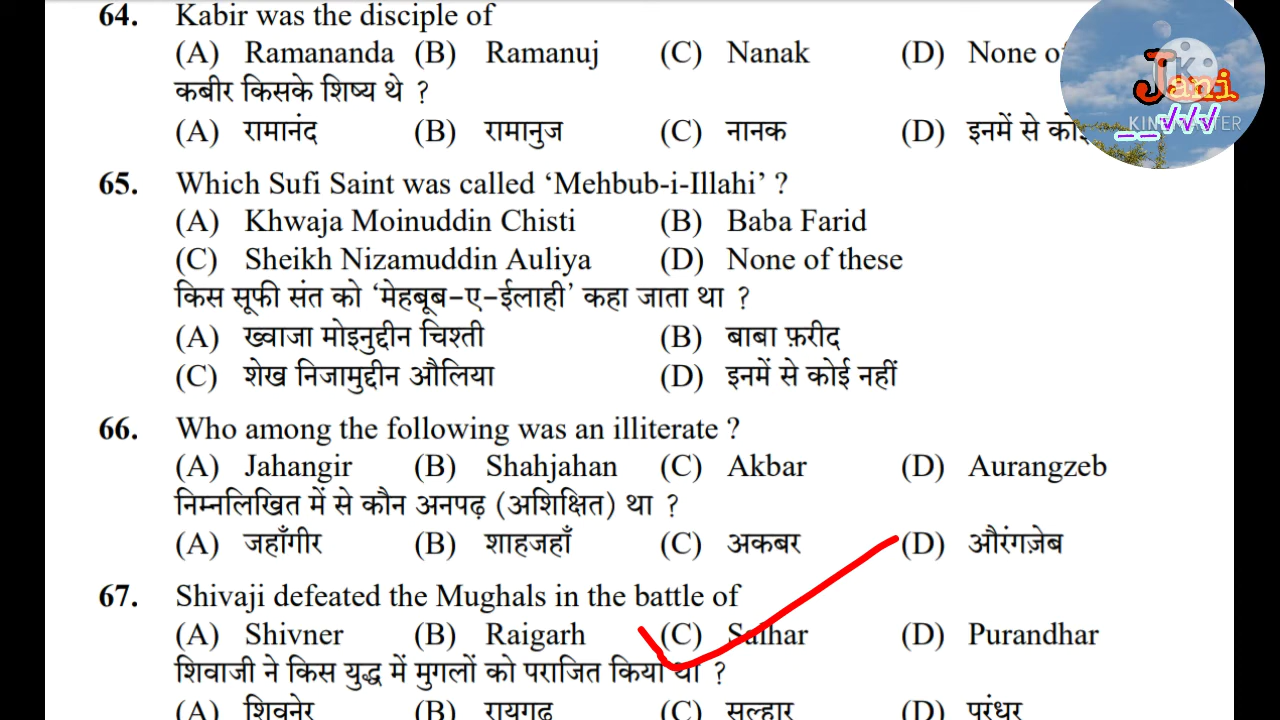 64. Kabir was the disciple of
(A) Ramananda (B) Ramanuj (C) Nanak (D) None
कबीर किसके शिष्य थे ?
(A) रामानंद (B) रामानुज (C) नानक (D) इनमें से
65. Which Sufi Saint was called ‘Mehbub-i-Illahi’ ?
(A) Khwaja Moinuddin Chisti (B) Baba Farid
(C) Sheikh Nizamuddin Auliya (D) None of these
किस सूफी संत को ‘मेहबूब-ए-ईलाही’ कहा जाता था ?
(A) ख्वाजा मोइनुद्दीन चिश्ती (B) बाबा फ़रीद
(C) शेख निजामुद्दीन औलिया (D) इनमें से कोई नहीं
66. Who among the following was an illiterate ?
(A) Jahangir (B) Shahjahan (C) Akbar (D) Aurangzeb
निम्नलिखित में से कौन अनपढ़ (अशिक्षित) था ?
(A) जहाँगीर (B) शाहजहाँ (C) अकबर (D) औरंगज़ेब
67. Shivaji defeated the Mughals in the battle of
(A) Shivner (B) Raigarh (C) Salhar (D) Purandhar
शिवाजी ने किस युद्ध में मुगलों को पराजित किया था ?
(A) शिवनेर (B) रायगढ़ (C) सल्हार (D) पुरंधर
Jani